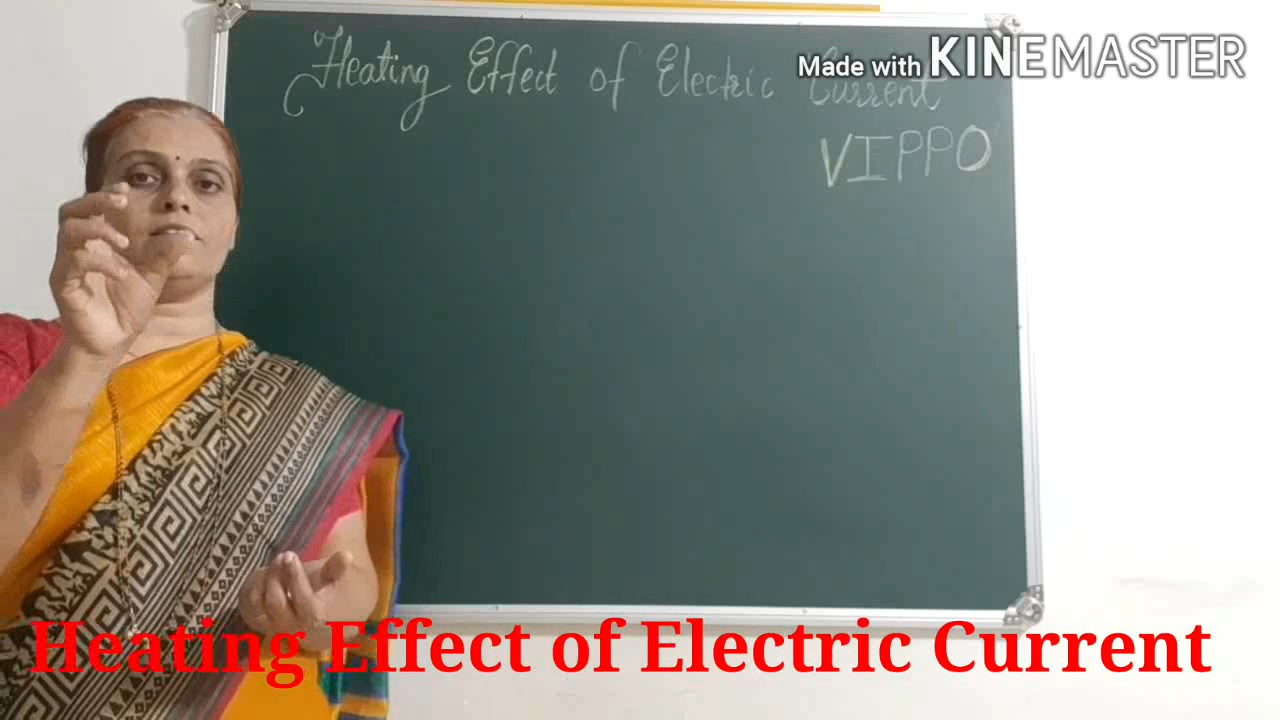 Heating Effect of Electric Current
Made with KINEMASTER
VIPPO
Heating Effect of Electric Current